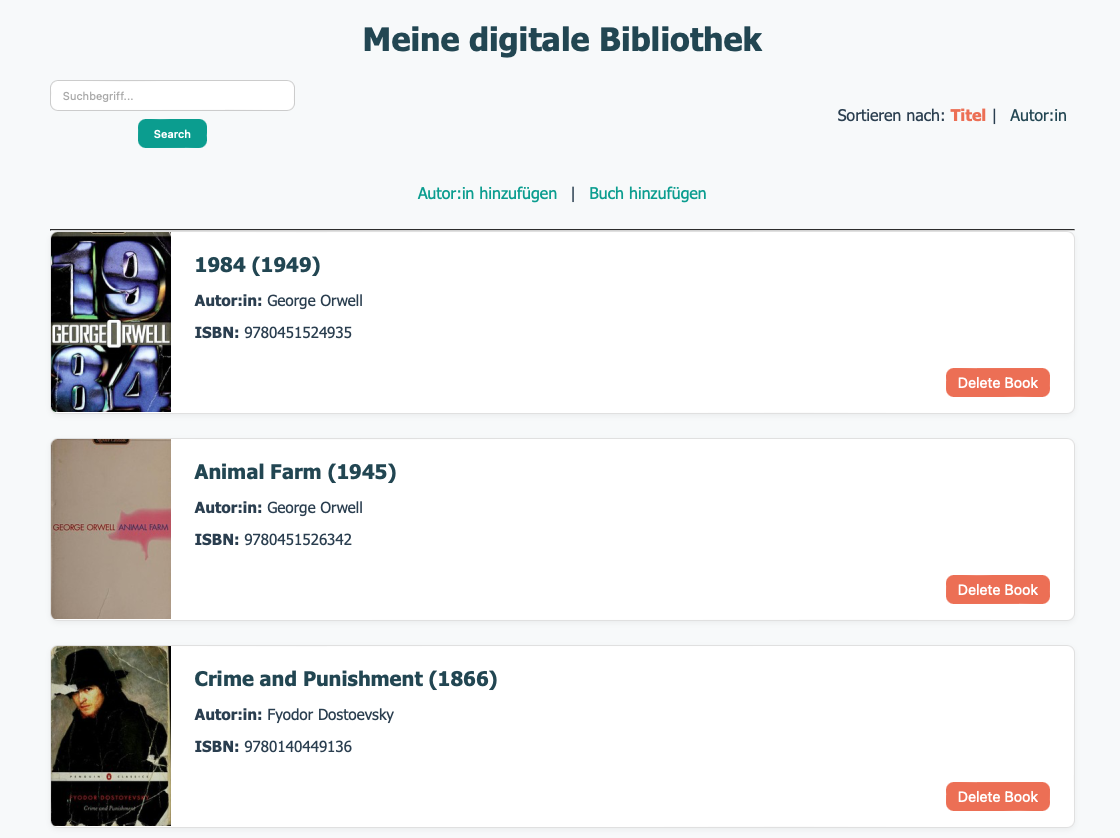 Meine digitale Bibliothek
Suchbegriff...
Search
Sortieren nach: Titel | Autor:in
Autor:in hinzufügen | Buch hinzufügen
19
GEORGE ORWELL
84
1984 (1949)
Autor:in: George Orwell
ISBN: 9780451524935
Delete Book
GEORGE ORWELL ANIMAL FARM
Animal Farm (1945)
Autor:in: George Orwell
ISBN: 9780451526342
Delete Book
PENGUIN CLASSICS
FYODOR DOSTOYEVSKY
Crime and Punishment
Crime and Punishment (1866)
Autor:in: Fyodor Dostoevsky
ISBN: 9780140449136
Delete Book